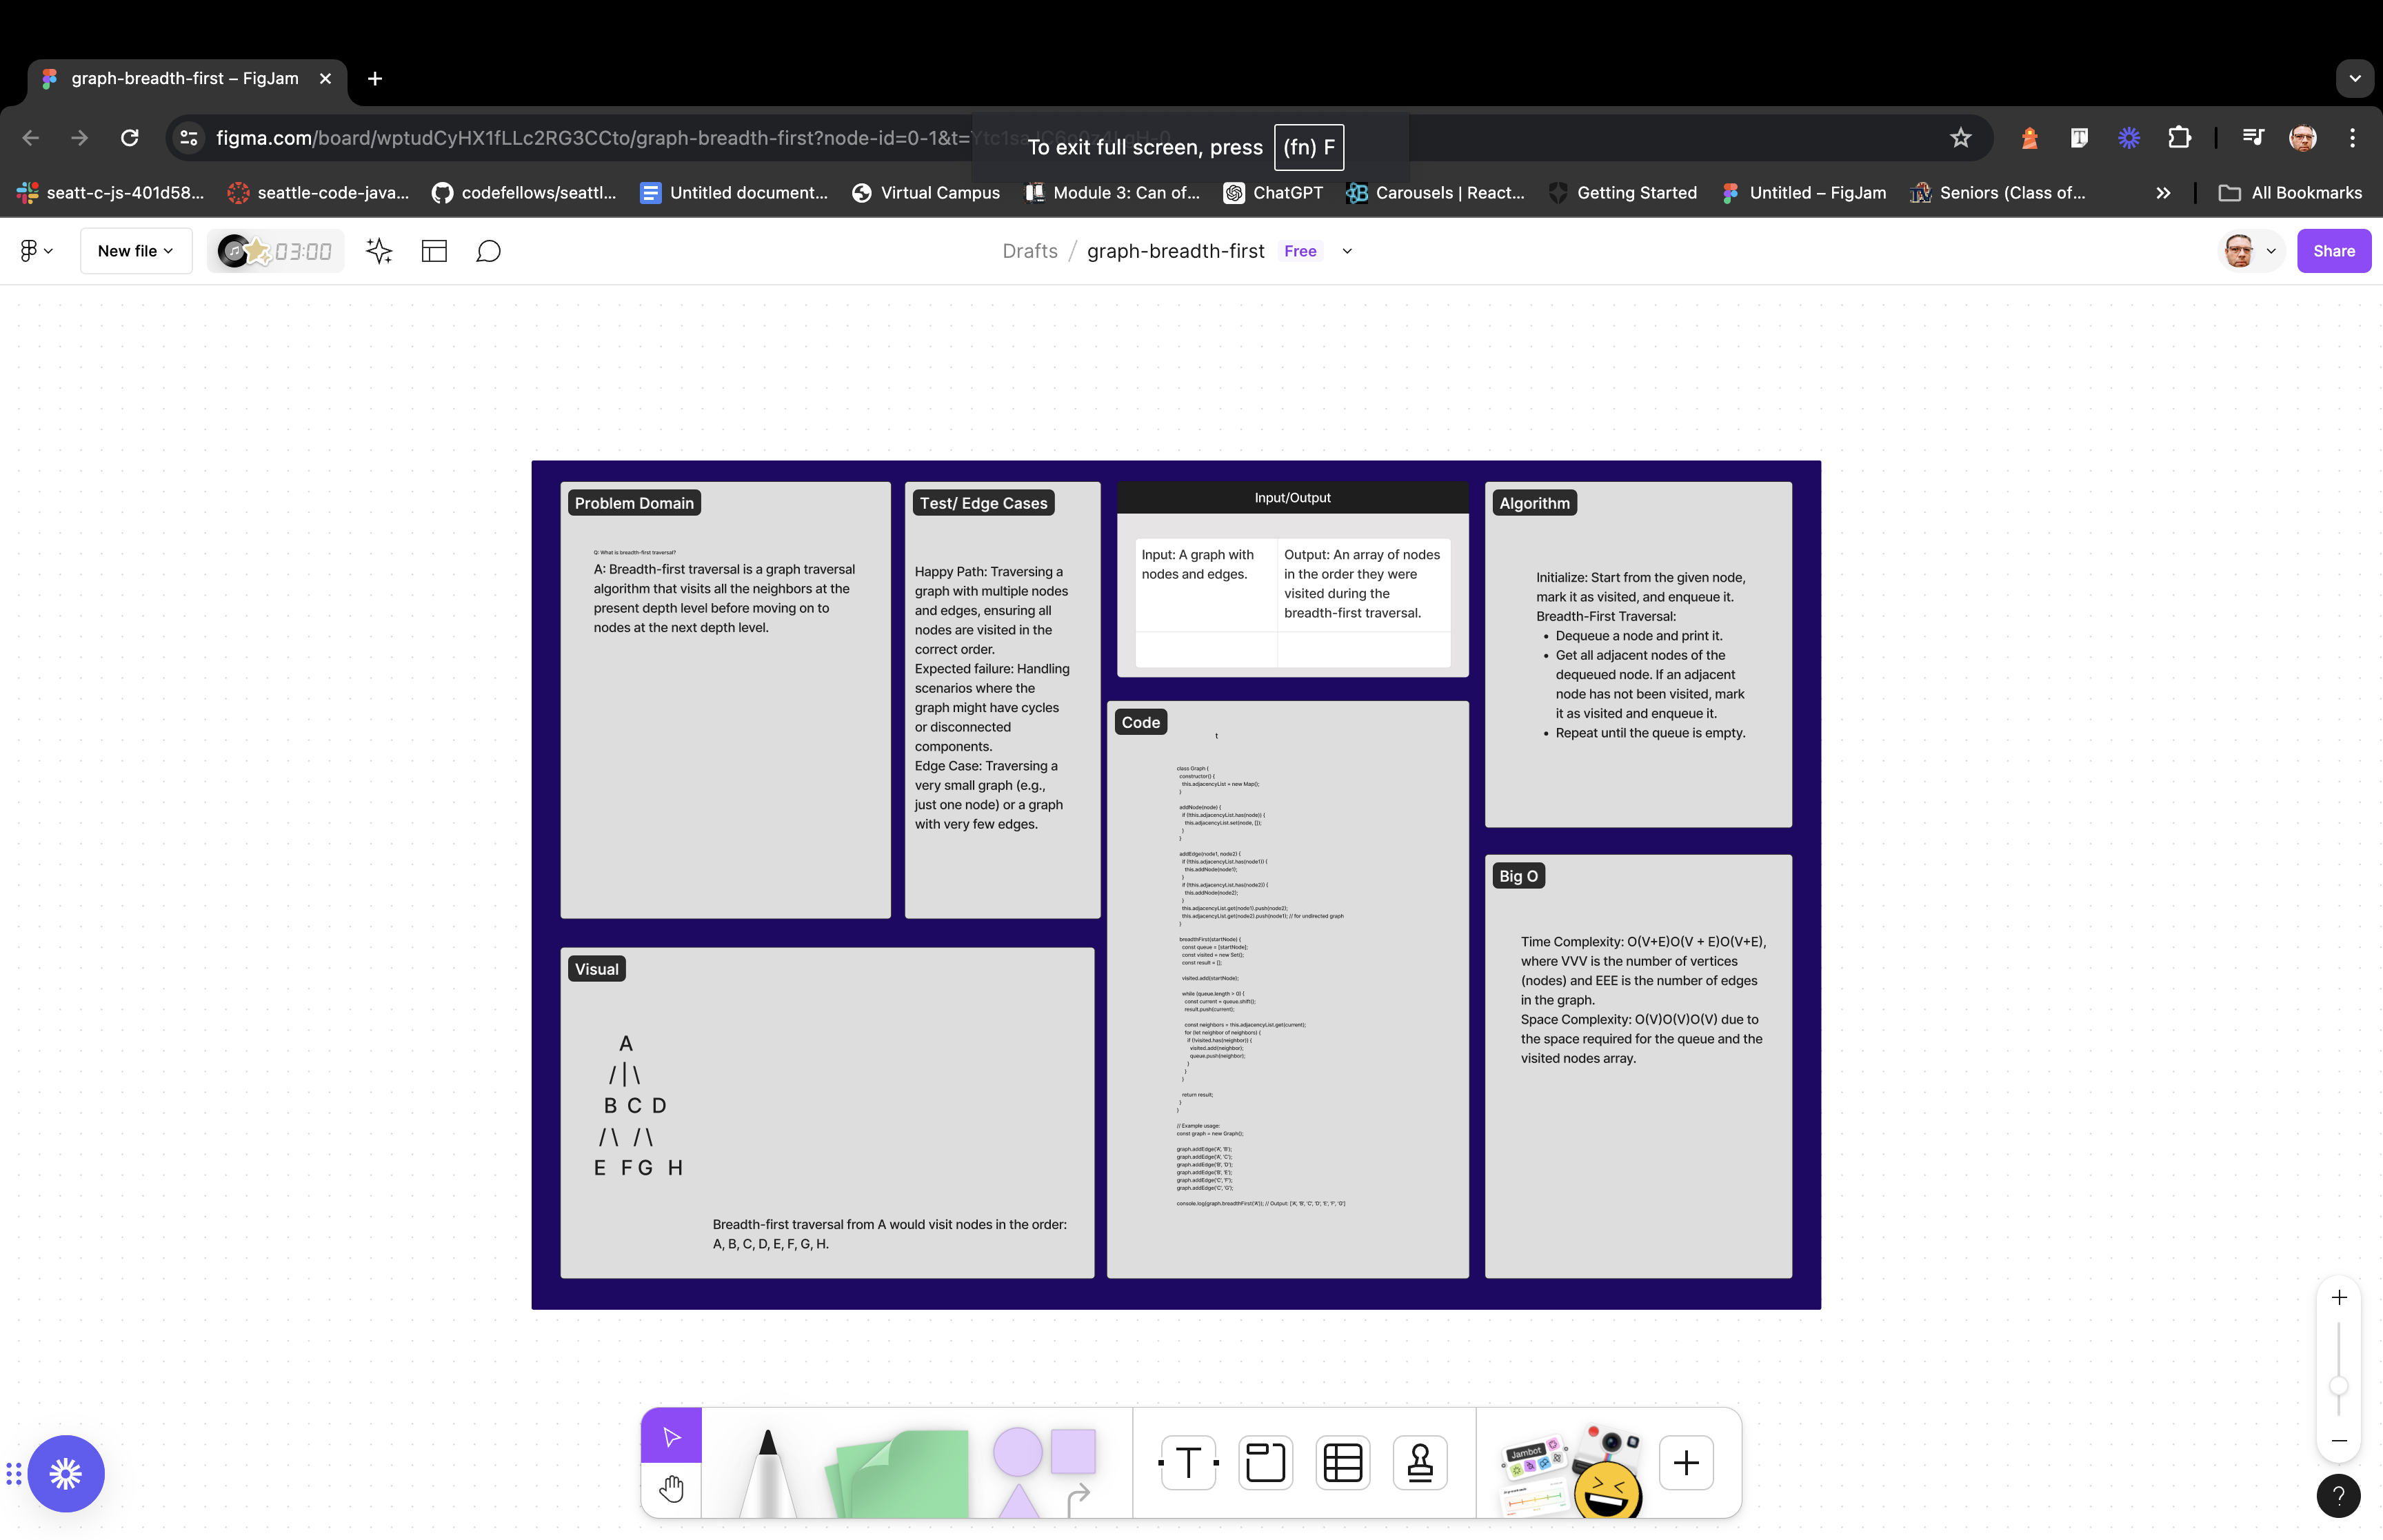 graph-breadth-first – FigJam
figma.com/board/wptudCyHX1fLLc2RG3CCto/graph-breadth-first?node-id=0-1&t=
To exit full screen, press (fn) F
seatt-c-js-401d58...
seattle-code-java...
codefellows/seattl...
Untitled document...
Virtual Campus
Module 3: Can of...
ChatGPT
Carousels | React...
Getting Started
Untitled – FigJam
Seniors (Class of...
All Bookmarks
New file
03:00
Drafts / graph-breadth-first Free
Share
Problem Domain
Q: What is breadth-first traversal?
A: Breadth-first traversal is a graph traversal
algorithm that visits all the neighbors at the
present depth level before moving on to
nodes at the next depth level.
Test/ Edge Cases
Happy Path: Traversing a
graph with multiple nodes
and edges, ensuring all
nodes are visited in the
correct order.
Expected failure: Handling
scenarios where the
graph might have cycles
or disconnected
components.
Edge Case: Traversing a
very small graph (e.g.,
just one node) or a graph
with very few edges.
Input/Output
Input: A graph with
nodes and edges.
Output: An array of nodes
in the order they were
visited during the
breadth-first traversal.
Algorithm
Initialize: Start from the given node,
mark it as visited, and enqueue it.
Breadth-First Traversal:
• Dequeue a node and print it.
• Get all adjacent nodes of the
dequeued node. If an adjacent
node has not been visited, mark
it as visited and enqueue it.
• Repeat until the queue is empty.
Code
t
class Graph {
constructor() {
this.adjacencyList = new Map();
}
addNode(node) {
if (!this.adjacencyList.has(node)) {
this.adjacencyList.set(node, []);
}
}
addEdge(node1, node2) {
if (!this.adjacencyList.has(node1)) {
this.addNode(node1);
}
if (!this.adjacencyList.has(node2)) {
this.addNode(node2);
}
this.adjacencyList.get(node1).push(node2);
this.adjacencyList.get(node2).push(node1); // for undirected graph
}
breadthFirst(startNode) {
const queue = [startNode];
const visited = new Set();
const result = [];
visited.add(startNode);
while (queue.length > 0) {
const current = queue.shift();
result.push(current);
const neighbors = this.adjacencyList.get(current);
for (let neighbor of neighbors) {
if (!visited.has(neighbor)) {
visited.add(neighbor);
queue.push(neighbor);
}
}
}
return result;
}
}
// Example usage:
const graph = new Graph();
graph.addEdge('A', 'B');
graph.addEdge('A', 'C');
graph.addEdge('B', 'D');
graph.addEdge('B', 'E');
graph.addEdge('C', 'F');
graph.addEdge('C', 'G');
console.log(graph.breadthFirst('A')); // Output: ['A', 'B', 'C', 'D', 'E', 'F', 'G']
Big O
Time Complexity: O(V+E)O(V + E)O(V+E),
where VVV is the number of vertices
(nodes) and EEE is the number of edges
in the graph.
Space Complexity: O(V)O(V)O(V) due to
the space required for the queue and the
visited nodes array.
Visual
A
/|\
B C D
/\ /\
E F G H
Breadth-first traversal from A would visit nodes in the order:
A, B, C, D, E, F, G, H.
T
Jambot
?